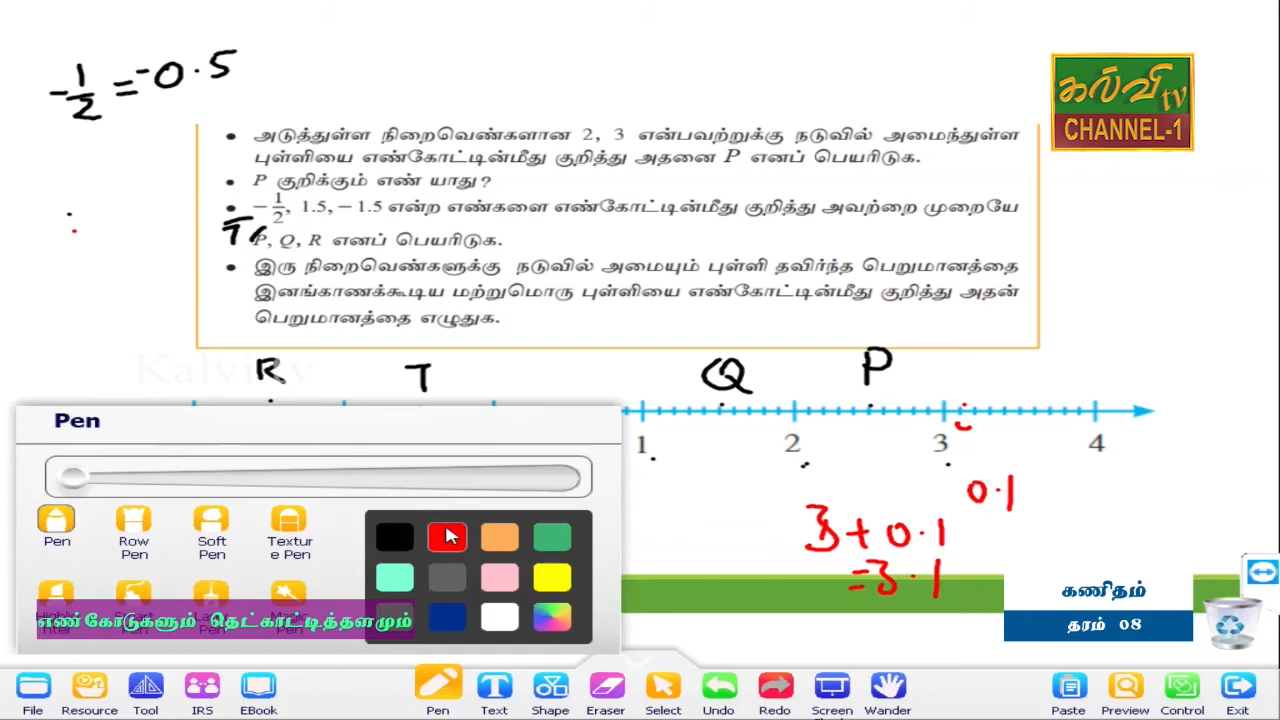 -1/2 = -0.5
கல்வி tv
CHANNEL-1
• அடுத்துள்ள நிறைவெண்களான 2, 3 என்பவற்றுக்கு நடுவில் அமைந்துள்ள
புள்ளியை எண்கோட்டின்மீது குறித்து அதனை P எனப் பெயரிடுக.
• P குறிக்கும் எண் யாது?
• -1/2, 1.5, -1.5 என்ற எண்களை எண்கோட்டின்மீது குறித்து அவற்றை முறையே
T P, Q, R எனப் பெயரிடுக.
• இரு நிறைவெண்களுக்கு நடுவில் அமையும் புள்ளி தவிர்ந்த பெறுமானத்தை
இனங்காணக்கூடிய மற்றுமொரு புள்ளியை எண்கோட்டின்மீது குறித்து அதன்
பெறுமானத்தை எழுதுக.
Kalvi tv
R T Q P
1 2 3 4
0.1
3 + 0.1
= 3.1
Pen
Pen Row Pen Soft Pen Texture Pen
எண்கோடுகளும் தெட்காட்டித்தளமும்
கணிதம்
தரம் 08
File Resource Tool IRS EBook Pen Text Shape Eraser Select Undo Redo Screen Wander Paste Preview Control Exit